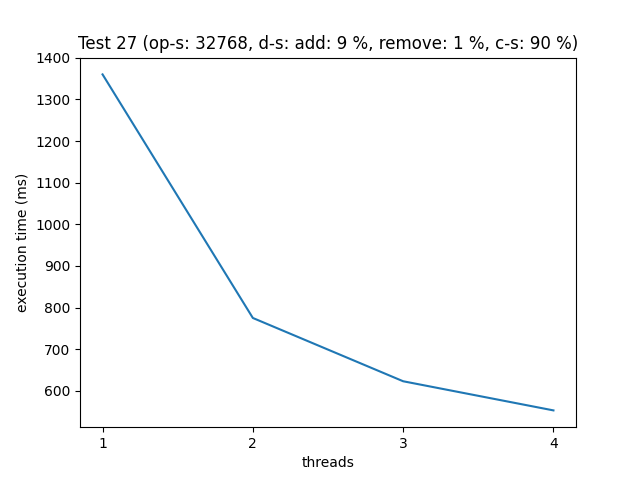 Test 27 (op-s: 32768, d-s: add: 9 %, remove: 1 %, c-s: 90 %)
1400
1300
1200
1100
1000
900
800
700
600
execution time (ms)
1 2 3 4
threads